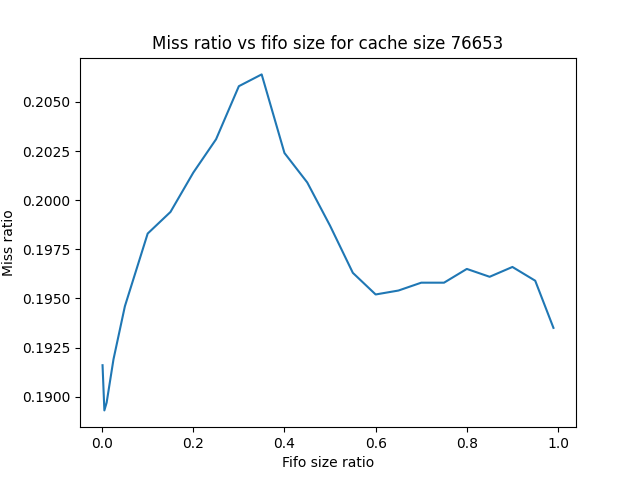 Miss ratio vs fifo size for cache size 76653
0.2050
0.2025
0.2000
0.1975
0.1950
0.1925
0.1900
Miss ratio
0.0 0.2 0.4 0.6 0.8 1.0
Fifo size ratio